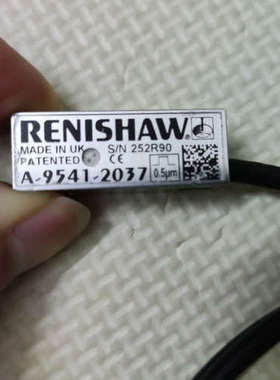 RENISHAW®
MADE IN UK S/N 252R90
PATENTED CE
A-9541-2037 0.5µm